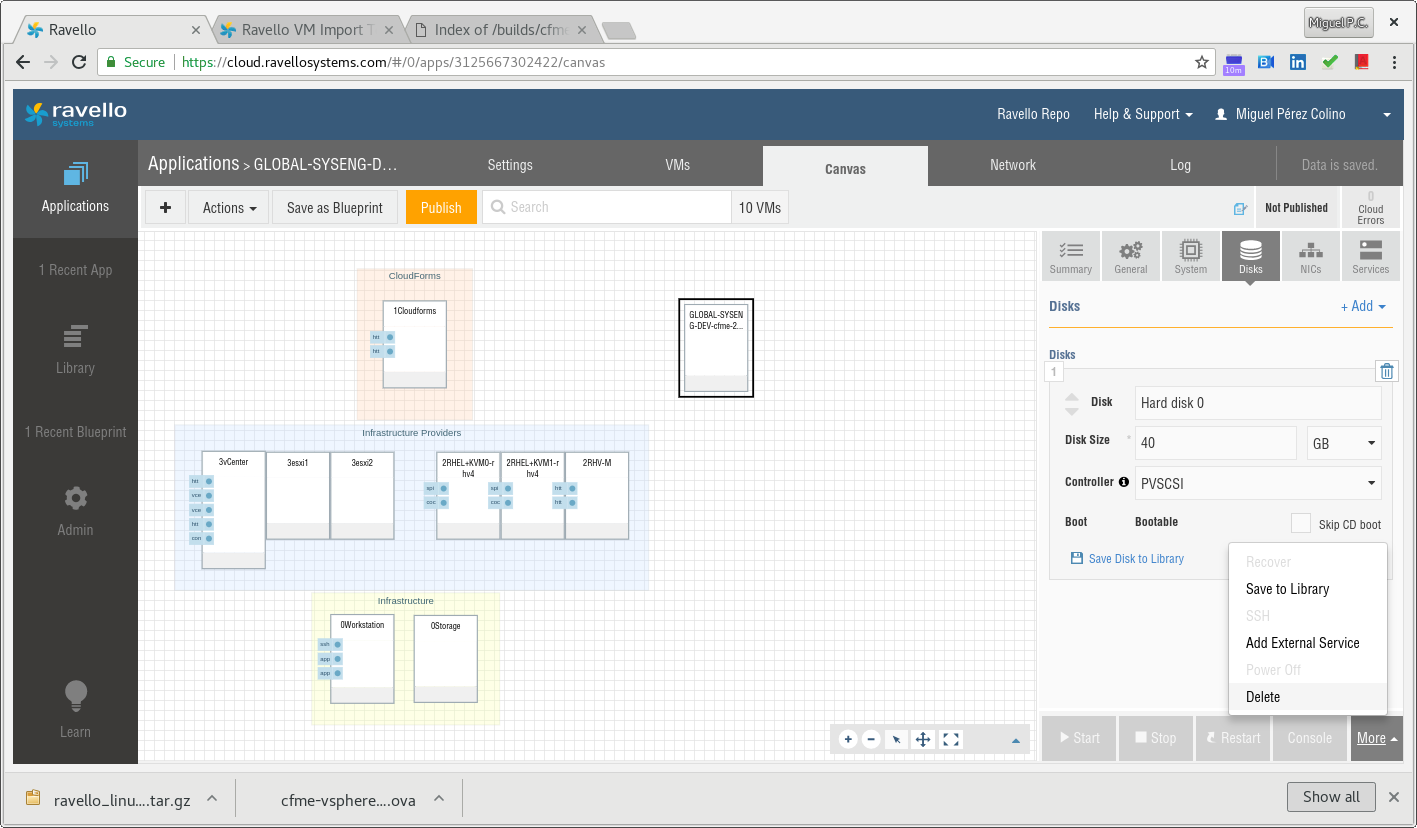 Ravello
Ravello VM Import T
Index of /builds/cfme
Miguel P.C.
Secure
https://cloud.ravellosystems.com/#/0/apps/3125667302422/canvas
10m
ravello
systems
Ravello Repo
Help & Support
Miguel Pérez Colino
Applications
1 Recent App
Library
1 Recent Blueprint
Admin
Learn
Applications > GLOBAL-SYSENG-D...
Settings
VMs
Canvas
Network
Log
Data is saved.
+
Actions
Save as Blueprint
Publish
Search
10 VMs
Not Published
0
Cloud
Errors
CloudForms
1Cloudforms
htt
htt
GLOBAL-SYSEN
G-DEV-cfme-2...
Infrastructure Providers
3vCenter
htt
vce
vce
htt
con
3esxi1
3esxi2
2RHEL+KVM0-r
hv4
spi
coc
2RHEL+KVM1-r
hv4
spi
coc
2RHV-M
htt
htt
Infrastructure
0Workstation
ssh
app
app
0Storage
Summary
General
System
Disks
NICs
Services
Disks
+ Add
Disks
1
Disk
Hard disk 0
Disk Size *
40
GB
Controller
PVSCSI
Boot
Bootable
Skip CD boot
Save Disk to Library
Recover
Save to Library
SSH
Add External Service
Power Off
Delete
Start
Stop
Restart
Console
More
ravello_linu....tar.gz
cfme-vsphere....ova
Show all